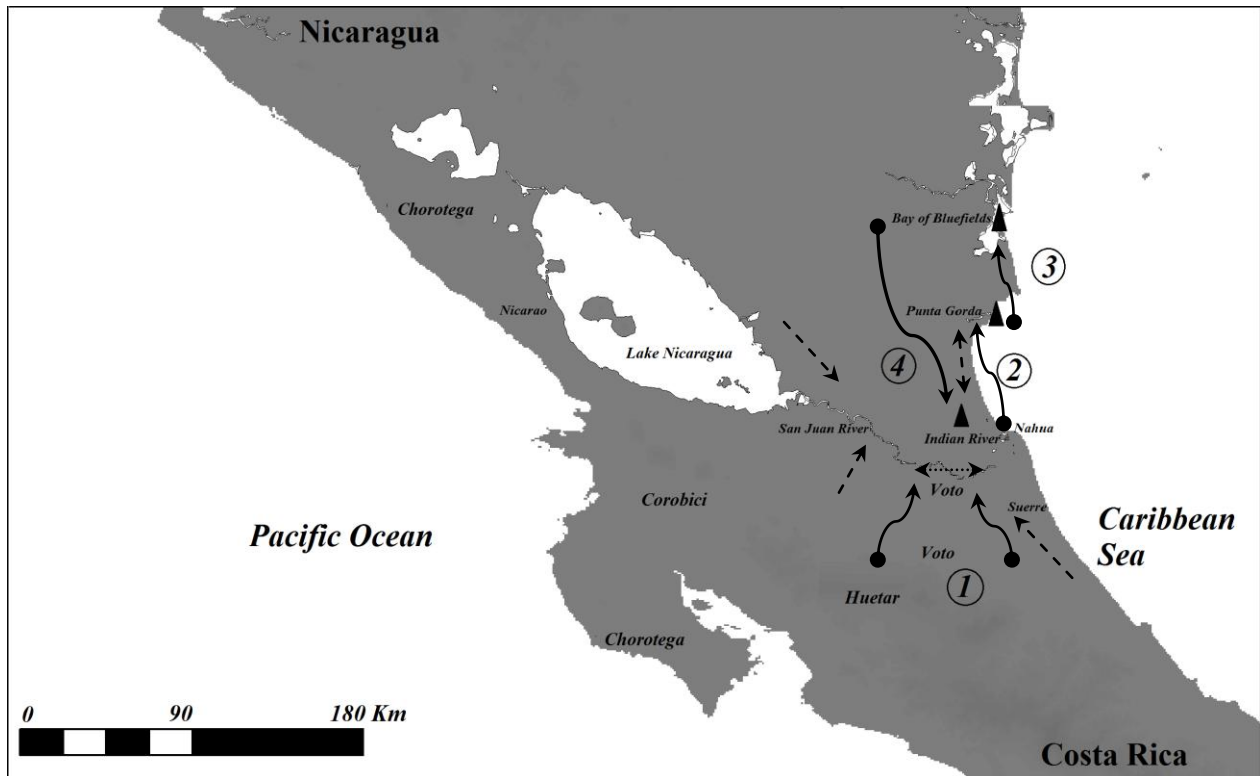 Nicaragua
Chorotega
Bay of Bluefields
3
Nicarao
Punta Gorda
Lake Nicaragua
4
2
San Juan River
Indian River
Nahua
Voto
Corobici
Suerre
Pacific Ocean
Caribbean
Sea
Voto
1
Huetar
Chorotega
0 90 180 Km
Costa Rica